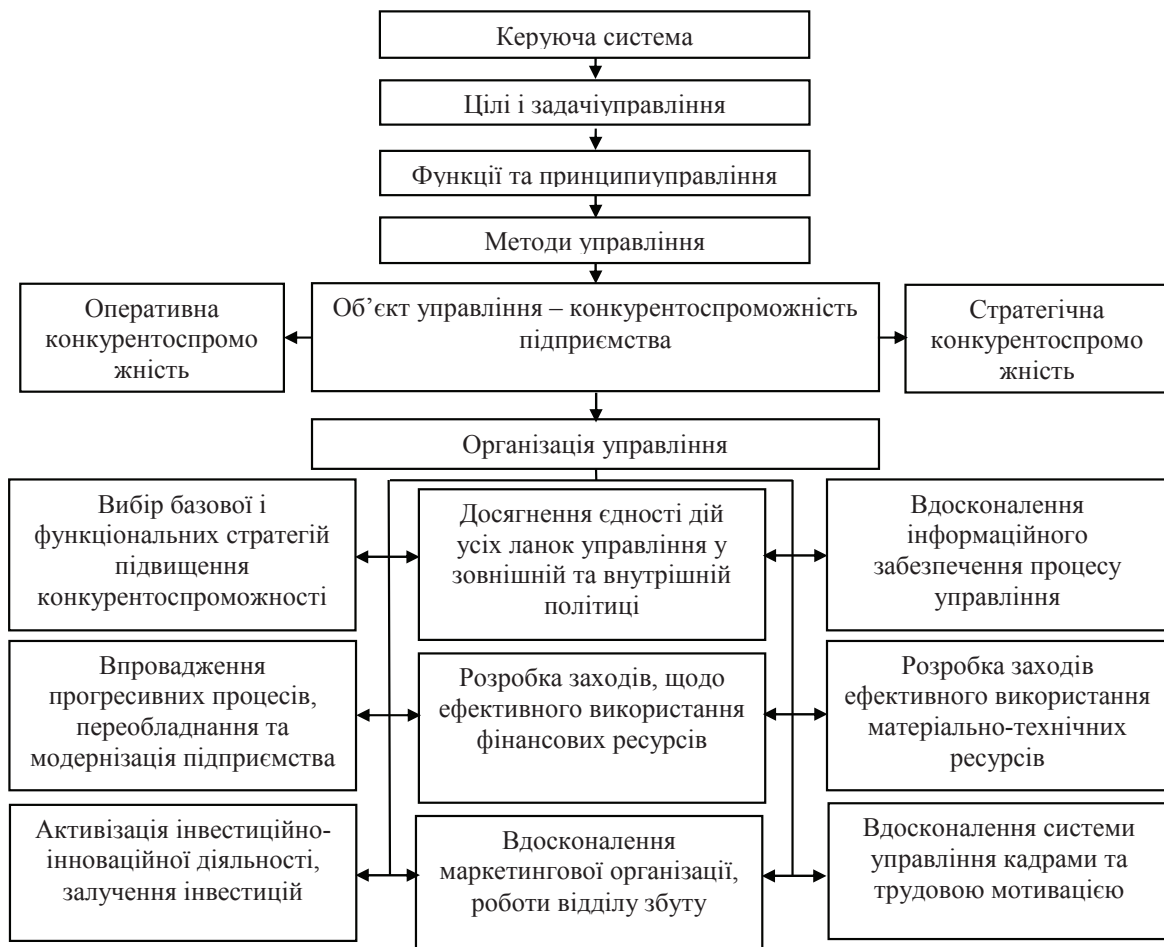 Керуюча система
Цілі і задачіуправління
Функції та принципиуправління
Методи управління
Оперативна
конкурентоспромо
жність
Об’єкт управління – конкурентоспроможність
підприємства
Стратегічна
конкурентоспромо
жність
Організація управління
Вибір базової і
функціональних стратегій
підвищення
конкурентоспроможності
Досягнення єдності дій
усіх ланок управління у
зовнішній та внутрішній
політиці
Вдосконалення
інформаційного
забезпечення процесу
управління
Впровадження
прогресивних процесів,
переобладнання та
модернізація підприємства
Розробка заходів, щодо
ефективного використання
фінансових ресурсів
Розробка заходів
ефективного використання
матеріально-технічних
ресурсів
Активізація інвестиційно-
інноваційної діяльності,
залучення інвестицій
Вдосконалення
маркетингової організації,
роботи відділу збуту
Вдосконалення системи
управління кадрами та
трудовою мотивацією